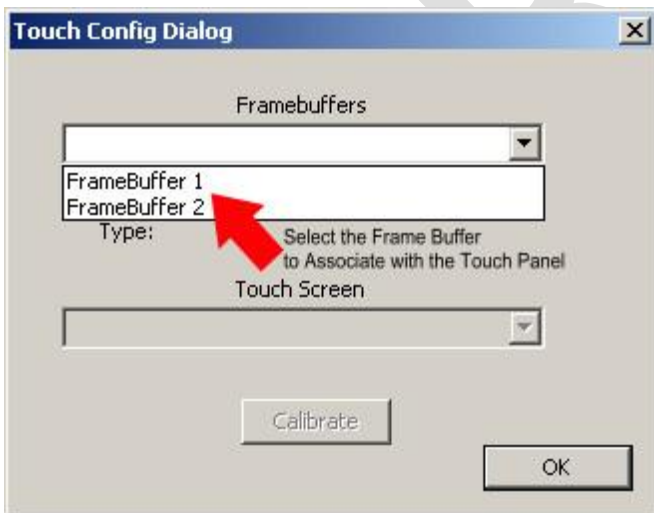 Touch Config Dialog
Framebuffers
FrameBuffer 1
FrameBuffer 2
Type:
Select the Frame Buffer
to Associate with the Touch Panel
Touch Screen
Calibrate
OK